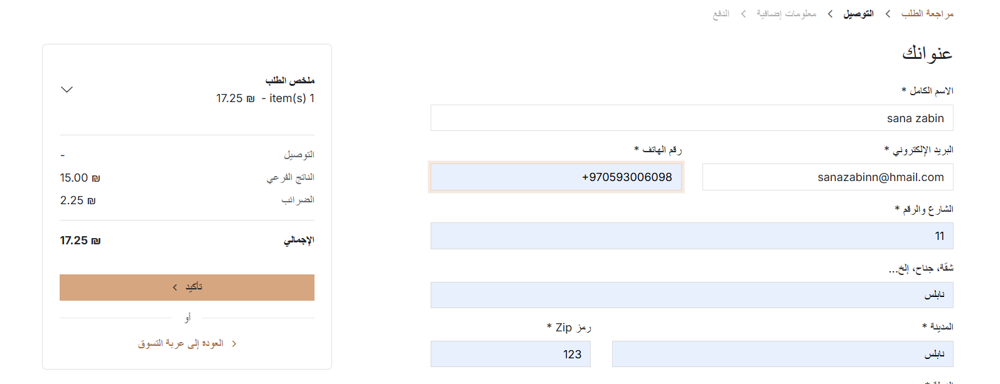 مراجعة الطلب > التوصيل > معلومات إضافية > الدفع
عنوانك
الاسم الكامل *
sana zabin
البريد الإلكتروني *
sanazabinn@hmail.com
رقم الهاتف *
+970593006098
الشارع والرقم *
11
شقة، جناح، إلخ...
نابلس
المدينة *
نابلس
رمز Zip *
123
ملخص الطلب
1 item(s) - 17.25 ₪
التوصيل -
الناتج الفرعي 15.00 ₪
الضرائب 2.25 ₪
الإجمالي 17.25 ₪
تأكيد
أو
العودة إلى عربة التسوق